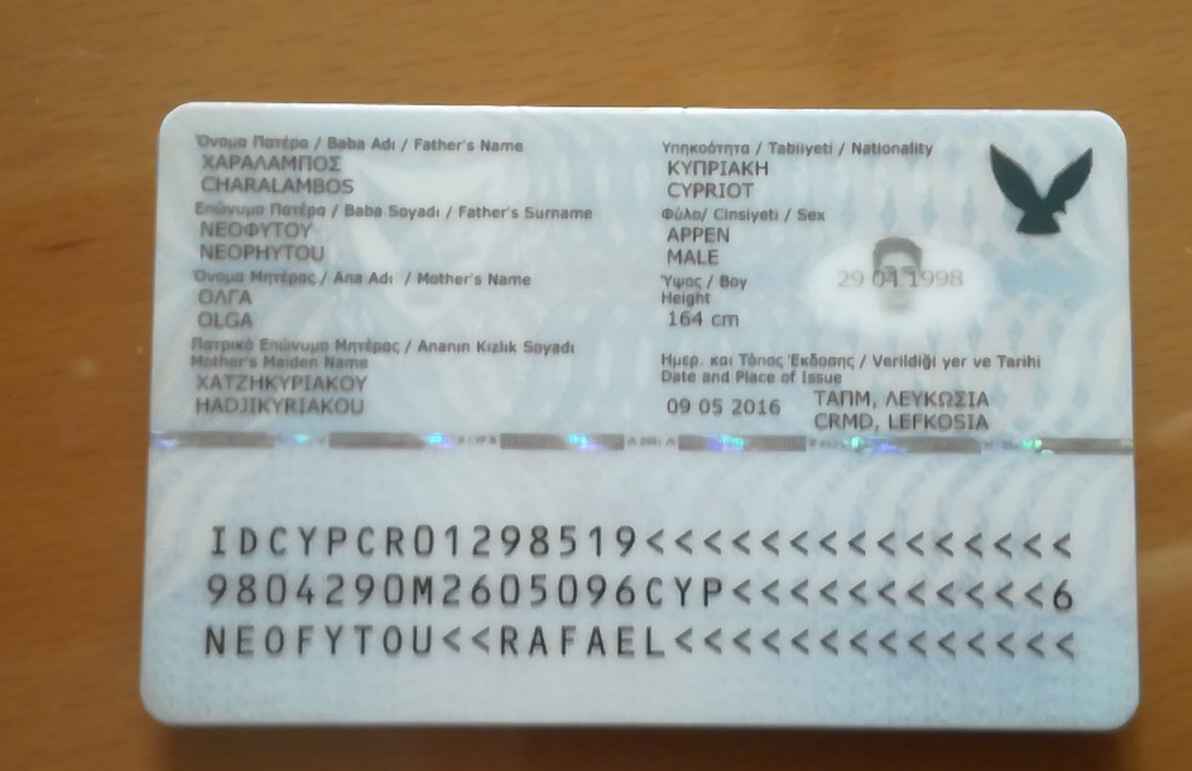 Όνομα Πατέρα / Baba Adı / Father's Name
ΧΑΡΑΛΑΜΠΟΣ
CHARALAMBOS
Επώνυμο Πατέρα / Baba Soyadı / Father's Surname
ΝΕΟΦΥΤΟΥ
NEOPHYTOU
Όνομα Μητέρας / Ana Adı / Mother's Name
ΟΛΓΑ
OLGA
Πατρικό Επώνυμο Μητέρας / Ananın Kızlık Soyadı
Mother's Maiden Name
ΧΑΤΖΗΚΥΡΙΑΚΟΥ
HADJIKYRIAKOU
Υπηκοότητα / Tabiiyeti / Nationality
ΚΥΠΡΙΑΚΗ
CYPRIOT
Φύλο/ Cinsiyeti / Sex
ΑΡΡΕΝ
MALE
Ύψος / Boy
Height
164 cm
29 04 1998
Ημερ. και Τόπος Έκδοσης / Verildiği yer ve Tarihi
Date and Place of Issue
09 05 2016
ΤΑΠΜ, ΛΕΥΚΩΣΙΑ
CRMD, LEFKOSIA
IDCYPCR01298519<<<<<<<<<<<<<<<
9804290M2605096CYP<<<<<<<<<<<6
NEOFYTOU<<RAFAEL<<<<<<<<<<<<<<